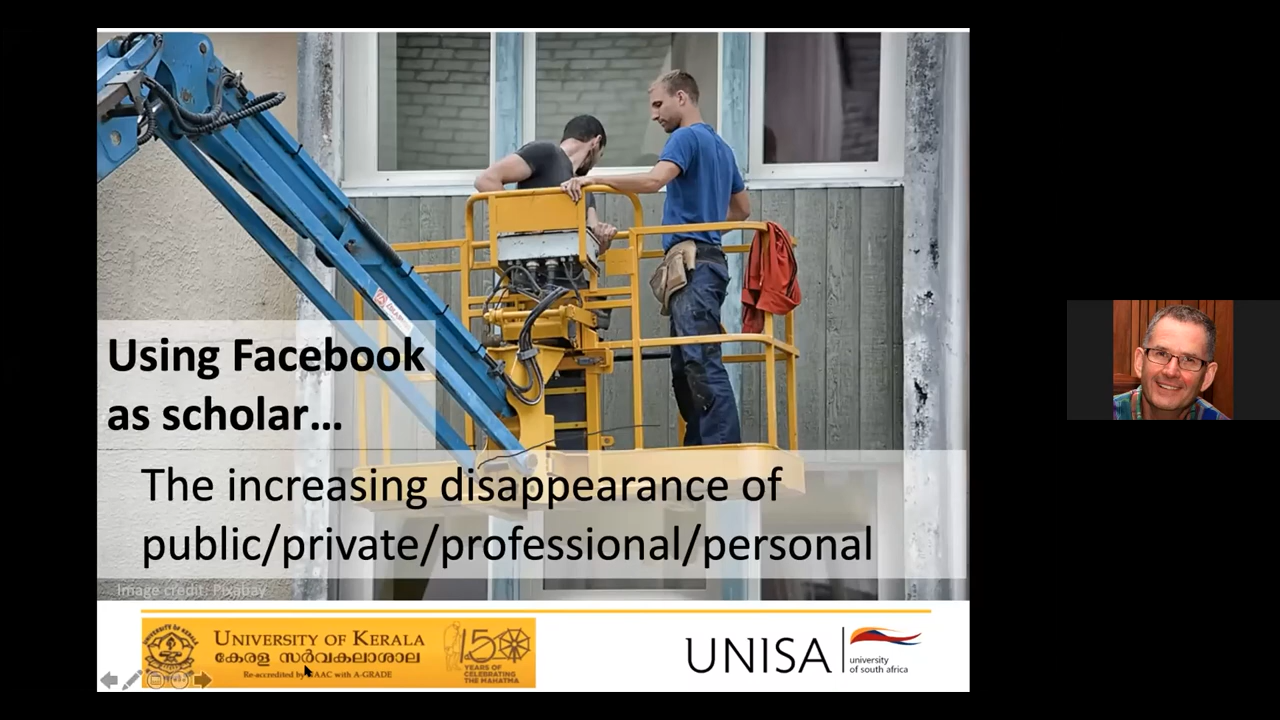 Using Facebook
as scholar...
The increasing disappearance of
public/private/professional/personal
Image credit: Pixabay
UNIVERSITY OF KERALA
കേരള സർവകലാശാല
Re-accredited by NAAC with A-GRADE
150
YEARS OF
CELEBRATING
THE MAHATMA
UNISA
university
of south africa